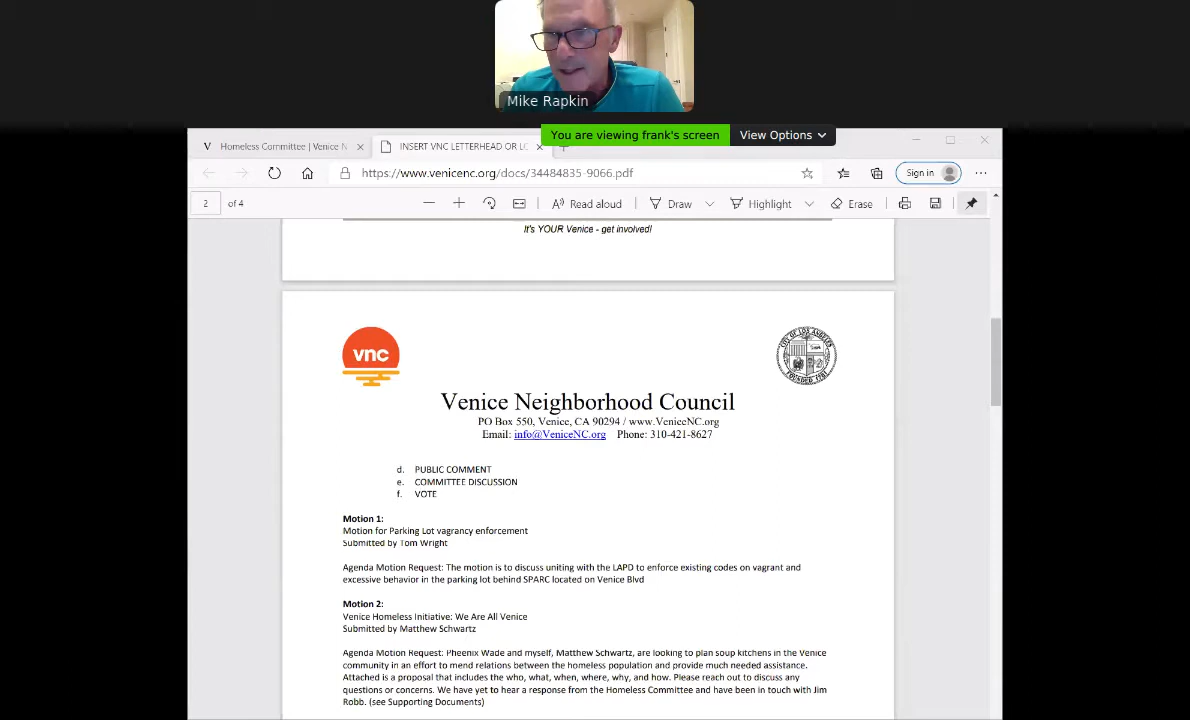 Mike Rapkin
You are viewing frank's screen
View Options
Homeless Committee | Venice N
INSERT VNC LETTERHEAD OR LO
https://www.venicenc.org/docs/34484835-9066.pdf
Sign in
2 of 4
Read aloud
Draw
Highlight
Erase
It's YOUR Venice - get involved!
vnc
CITY OF LOS ANGELES
FOUNDED 1781
Venice Neighborhood Council
PO Box 550, Venice, CA 90294 / www.VeniceNC.org
Email: info@VeniceNC.org Phone: 310-421-8627
d. PUBLIC COMMENT
e. COMMITTEE DISCUSSION
f. VOTE
Motion 1:
Motion for Parking Lot vagrancy enforcement
Submitted by Tom Wright
Agenda Motion Request: The motion is to discuss uniting with the LAPD to enforce existing codes on vagrant and
excessive behavior in the parking lot behind SPARC located on Venice Blvd
Motion 2:
Venice Homeless Initiative: We Are All Venice
Submitted by Matthew Schwartz
Agenda Motion Request: Pheenix Wade and myself, Matthew Schwartz, are looking to plan soup kitchens in the Venice
community in an effort to mend relations between the homeless population and provide much needed assistance.
Attached is a proposal that includes the who, what, when, where, why, and how. Please reach out to discuss any
questions or concerns. We have yet to hear a response from the Homeless Committee and have been in touch with Jim
Robb. (see Supporting Documents)